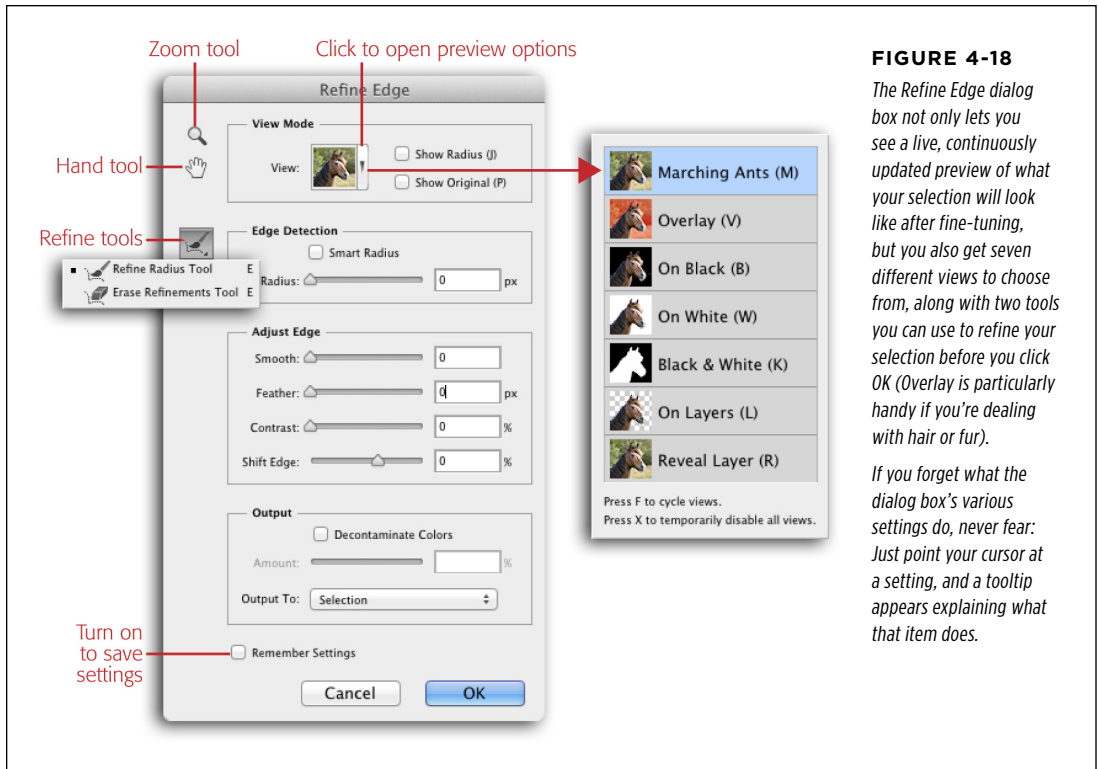 Zoom tool
Click to open preview options
Refine Edge
View Mode
Hand tool
View:
Show Radius (J)
Show Original (P)
Refine tools
Edge Detection
Smart Radius
Refine Radius Tool E
Erase Refinements Tool E
Radius: 0 px
Adjust Edge
Smooth: 0
Feather: 0 px
Contrast: 0 %
Shift Edge: 0 %
Output
Decontaminate Colors
Amount: %
Output To: Selection
Turn on
to save
settings
Remember Settings
Cancel
OK
Marching Ants (M)
Overlay (V)
On Black (B)
On White (W)
Black & White (K)
On Layers (L)
Reveal Layer (R)
Press F to cycle views.
Press X to temporarily disable all views.
FIGURE 4-18
The Refine Edge dialog
box not only lets you
see a live, continuously
updated preview of what
your selection will look
like after fine-tuning,
but you also get seven
different views to choose
from, along with two tools
you can use to refine your
selection before you click
OK (Overlay is particularly
handy if you're dealing
with hair or fur).
If you forget what the
dialog box's various
settings do, never fear:
Just point your cursor at
a setting, and a tooltip
appears explaining what
that item does.